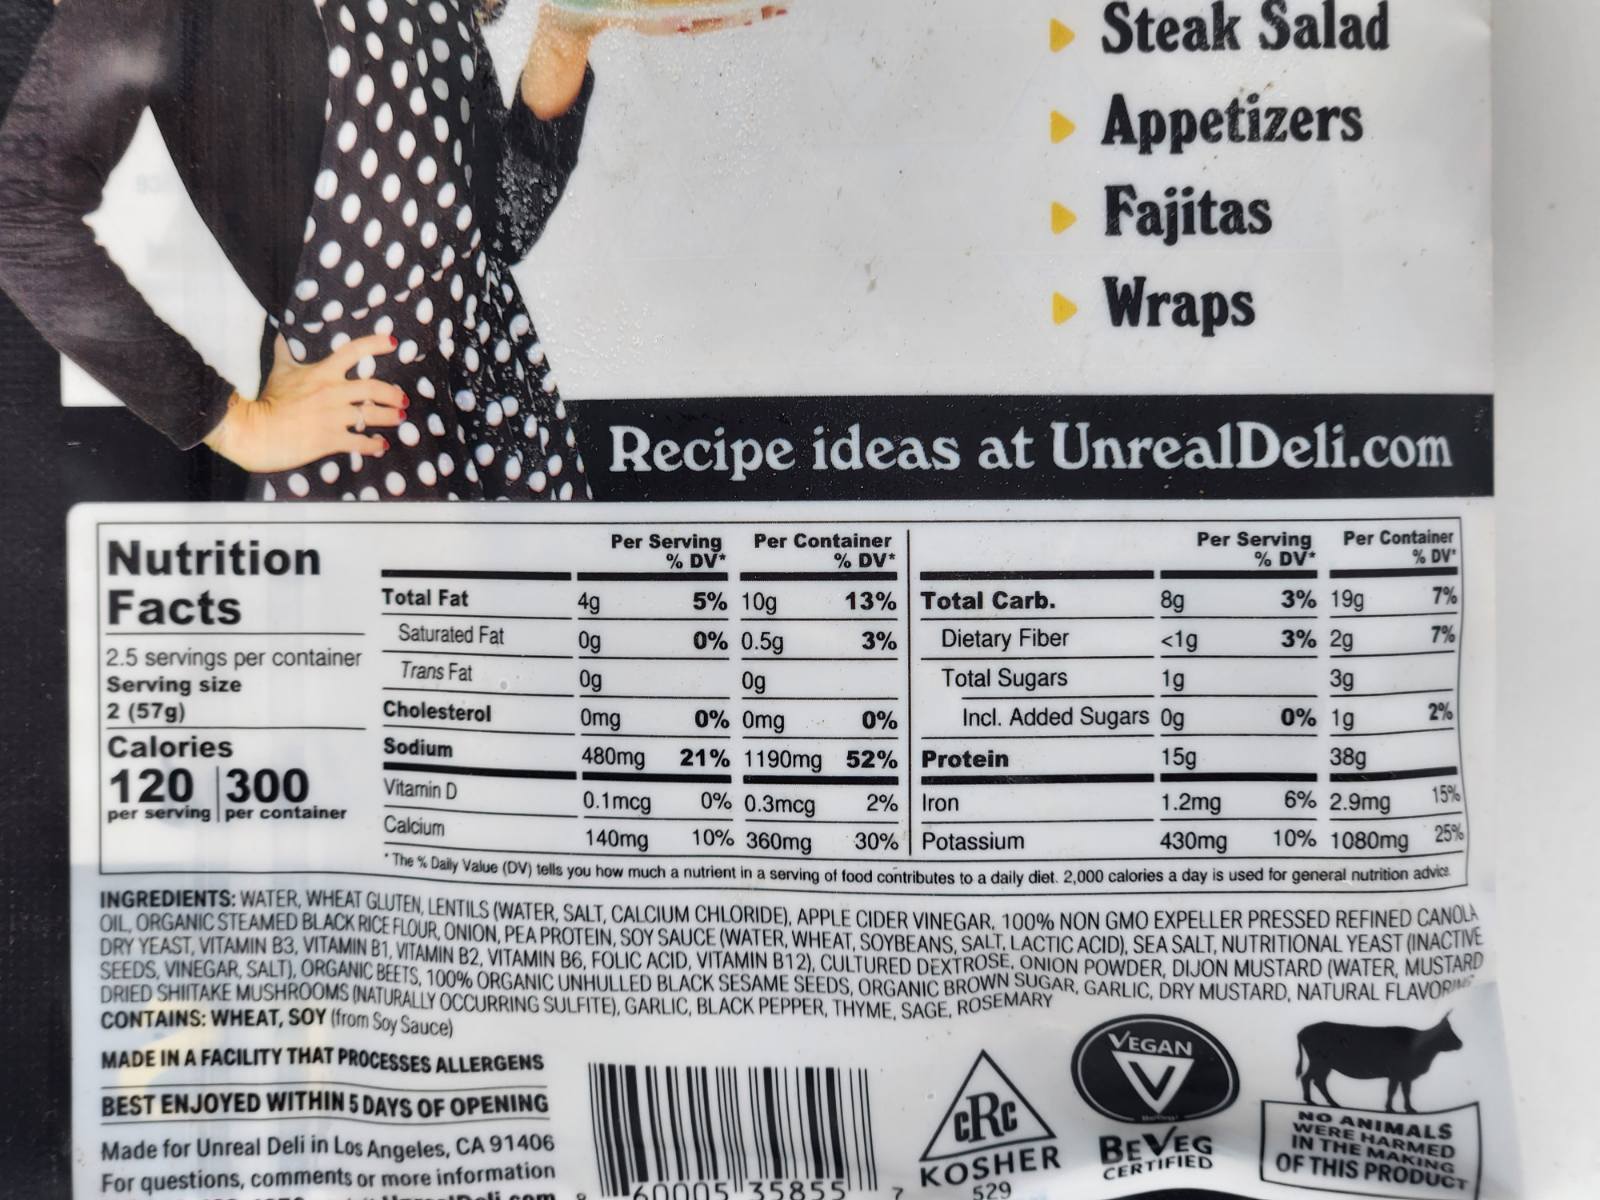 Steak Salad
Appetizers
Fajitas
Wraps
Recipe ideas at UnrealDeli.com
Nutrition
Facts
2.5 servings per container
Serving size
2 (57g)
Calories
120 300
per serving per container
Per Serving Per Container
% DV* % DV*
Total Fat 4g 5% 10g 13%
Saturated Fat 0g 0% 0.5g 3%
Trans Fat 0g 0g
Cholesterol 0mg 0% 0mg 0%
Sodium 480mg 21% 1190mg 52%
Vitamin D 0.1mcg 0% 0.3mcg 2%
Calcium 140mg 10% 360mg 30%
Per Serving Per Container
% DV* % DV*
Total Carb. 8g 3% 19g 7%
Dietary Fiber <1g 3% 2g 7%
Total Sugars 1g 3g
Incl. Added Sugars 0g 0% 1g 2%
Protein 15g 38g
Iron 1.2mg 6% 2.9mg 15%
Potassium 430mg 10% 1080mg 25%
*The % Daily Value (DV) tells you how much a nutrient in a serving of food contributes to a daily diet. 2,000 calories a day is used for general nutrition advice.
INGREDIENTS: WATER, WHEAT GLUTEN, LENTILS (WATER, SALT, CALCIUM CHLORIDE), APPLE CIDER VINEGAR, 100% NON GMO EXPELLER PRESSED REFINED CANOLA
OIL, ORGANIC STEAMED BLACK RICE FLOUR, ONION, PEA PROTEIN, SOY SAUCE (WATER, WHEAT, SOYBEANS, SALT, LACTIC ACID), SEA SALT, NUTRITIONAL YEAST (INACTIVE
DRY YEAST, VITAMIN B3, VITAMIN B1, VITAMIN B2, VITAMIN B6, FOLIC ACID, VITAMIN B12), CULTURED DEXTROSE, ONION POWDER, DIJON MUSTARD (WATER, MUSTARD
SEEDS, VINEGAR, SALT), ORGANIC BEETS, 100% ORGANIC UNHULLED BLACK SESAME SEEDS, ORGANIC BROWN SUGAR, GARLIC, DRY MUSTARD, NATURAL FLAVORING
DRIED SHIITAKE MUSHROOMS (NATURALLY OCCURRING SULFITE), GARLIC, BLACK PEPPER, THYME, SAGE, ROSEMARY
CONTAINS: WHEAT, SOY (from Soy Sauce)
MADE IN A FACILITY THAT PROCESSES ALLERGENS
BEST ENJOYED WITHIN 5 DAYS OF OPENING
Made for Unreal Deli in Los Angeles, CA 91406
For questions, comments or more information
60005 35855 7
cRc
KOSHER
529
VEGAN
V
BEVEG
CERTIFIED
NO ANIMALS
WERE HARMED
IN THE MAKING
OF THIS PRODUCT